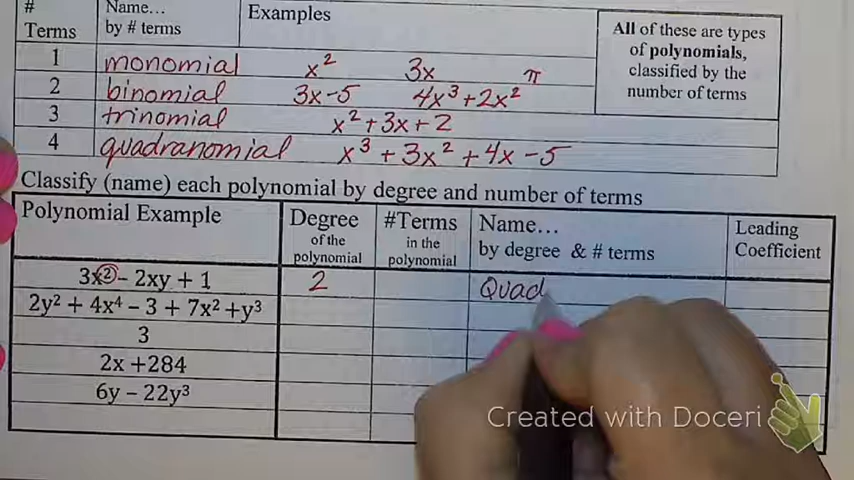 # Terms Name... by # terms Examples
All of these are types of polynomials, classified by the number of terms
1 monomial x² 3x π
2 binomial 3x-5 4x³+2x²
3 trinomial x²+3x+2
4 quadranomial x³+3x²+4x-5
Classify (name) each polynomial by degree and number of terms
Polynomial Example Degree of the polynomial #Terms in the polynomial Name... by degree & # terms Leading Coefficient
3x² – 2xy + 1 2 Quad
2y² + 4x⁴ – 3 + 7x² +y³
3
2x +284
6y – 22y³
Created with Doceri